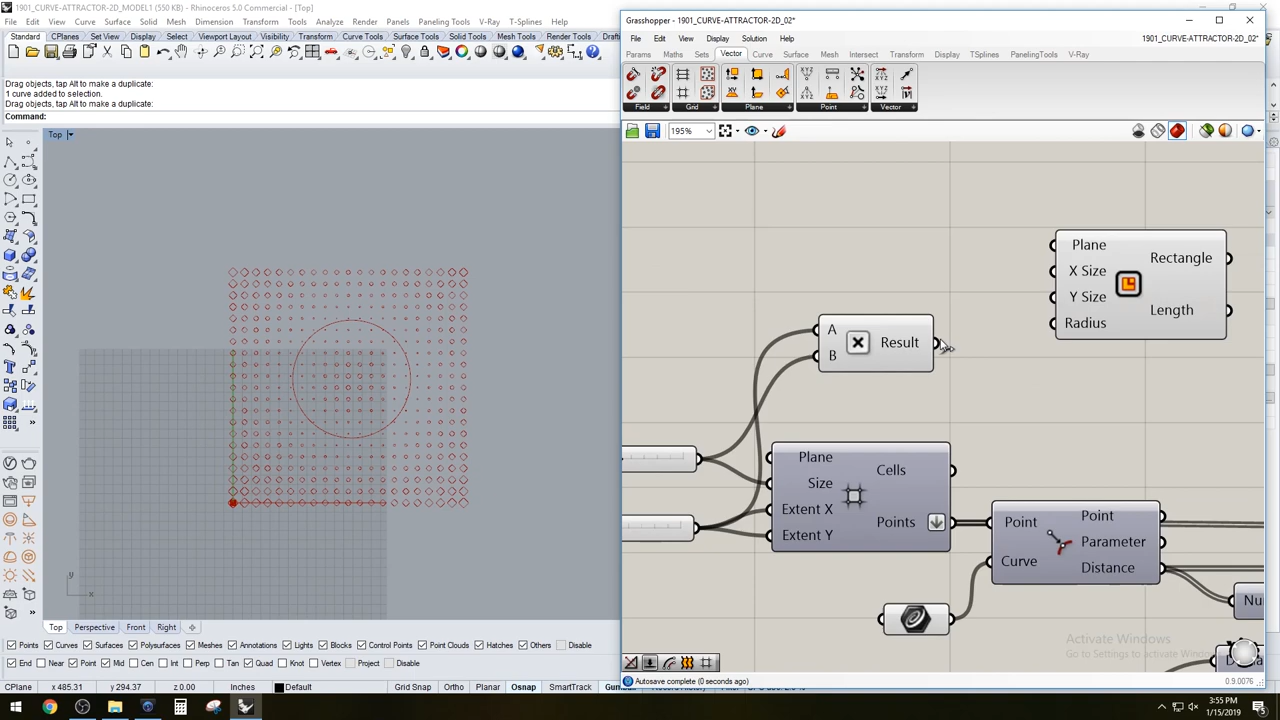 1901_CURVE-ATTRACTOR-2D_MODEL1 (550 KB) - Rhinoceros 5.0 Commercial - [Top]
File Edit View Curve Surface Solid Mesh Dimension Transform Tools Analyze Render Panels Paneling Tools V-Ray T-Splines Help
Standard CPlanes Set View Display Select Viewport Layout Visibility Transform Curve Tools Surface Tools Solid Tools Mesh Tools Render Tools
Drag objects, tap Alt to make a duplicate:
1 curve added to selection.
Drag objects, tap Alt to make a duplicate:
Command:
Top
y
x
Top Perspective Front Right
Points Curves Surfaces Polysurfaces Meshes Annotations Lights Blocks Control Points Point Clouds Hatches Others Disable
End Near Point Mid Cen Int Perp Tan Quad Knot Vertex Project Disable
CPlane x 485.31 y 294.37 z 0.00 Inches Default Grid Snap Ortho Planar Osnap SmartTrack
Grasshopper - 1901_CURVE-ATTRACTOR-2D_02*
File Edit View Display Solution Help 1901_CURVE-ATTRACTOR-2D_02*
Params Maths Sets Vector Curve Surface Mesh Intersect Transform Display TSplines PanelingTools V-Ray
Field Grid Plane Point Vector
195%
Plane
X Size
Y Size
Radius
Rectangle
Length
A
B
Result
Plane
Size
Extent X
Extent Y
Cells
Points
Point
Curve
Point
Parameter
Distance
Activate Windows
Go to Settings to activate Windows.
Autosave complete (0 seconds ago) 0.9.0076
3:55 PM
1/15/2019